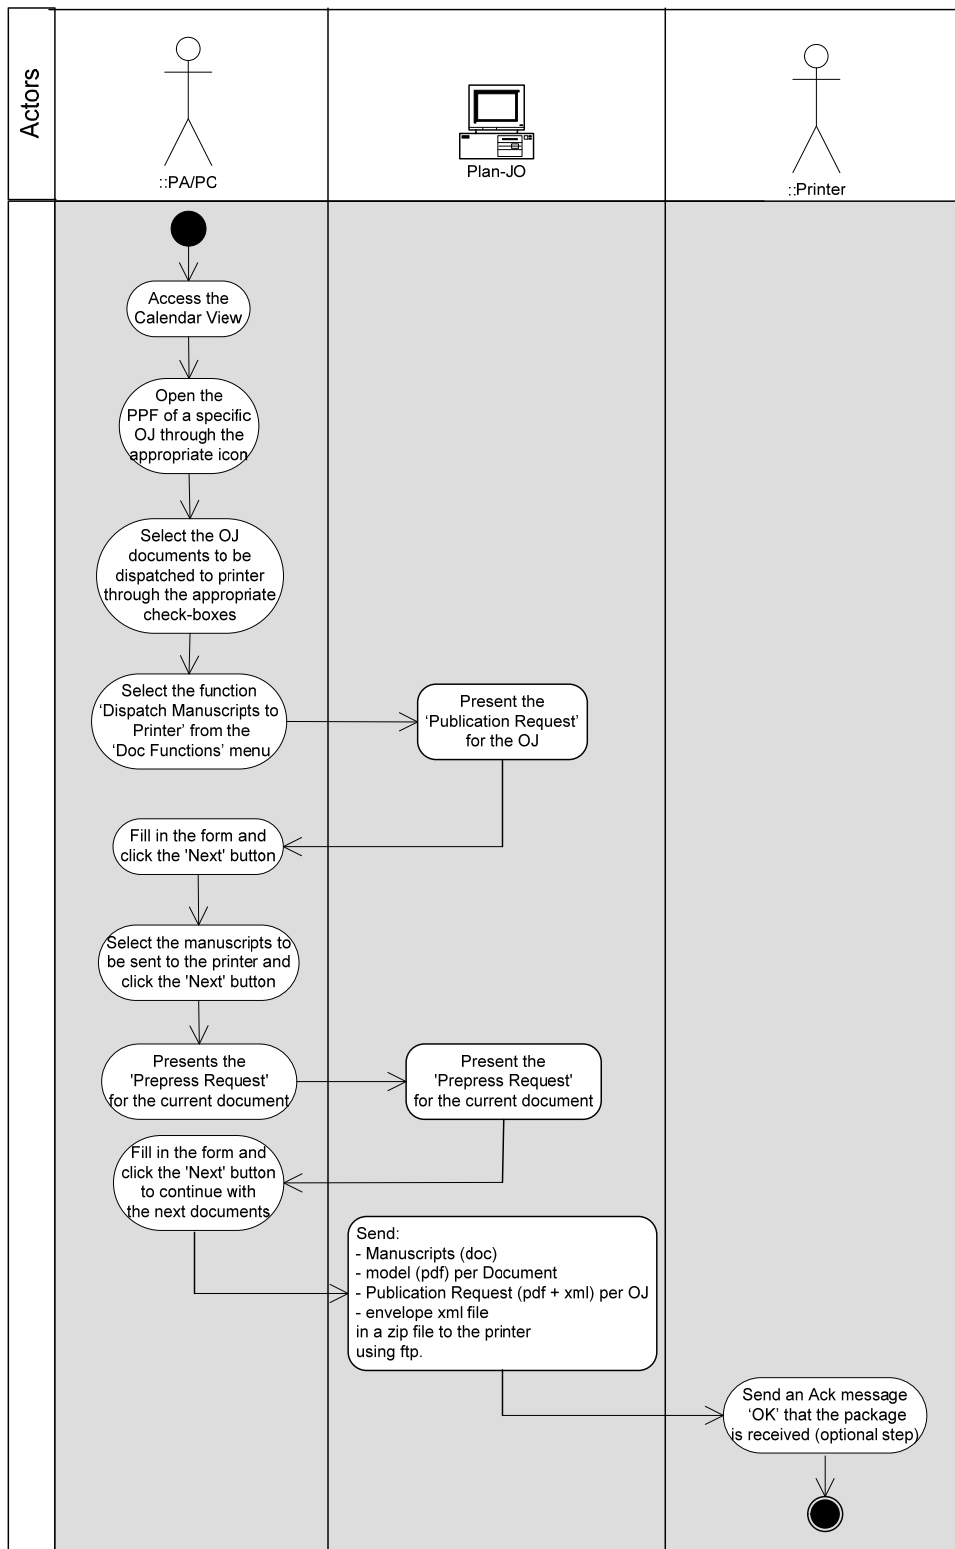 Actors
::PA/PC
Plan-JO
::Printer
Access the
Calendar View
Open the
PPF of a specific
OJ through the
appropriate icon
Select the OJ
documents to be
dispatched to printer
through the appropriate
check-boxes
Select the function
‘Dispatch Manuscripts to
Printer’ from the
‘Doc Functions’ menu
Present the
‘Publication Request’
for the OJ
Fill in the form and
click the 'Next' button
Select the manuscripts to
be sent to the printer and
click the 'Next' button
Presents the
'Prepress Request'
for the current document
Present the
'Prepress Request'
for the current document
Fill in the form and
click the 'Next' button
to continue with
the next documents
Send:
- Manuscripts (doc)
- model (pdf) per Document
- Publication Request (pdf + xml) per OJ
- envelope xml file
in a zip file to the printer
using ftp.
Send an Ack message
‘OK’ that the package
is received (optional step)